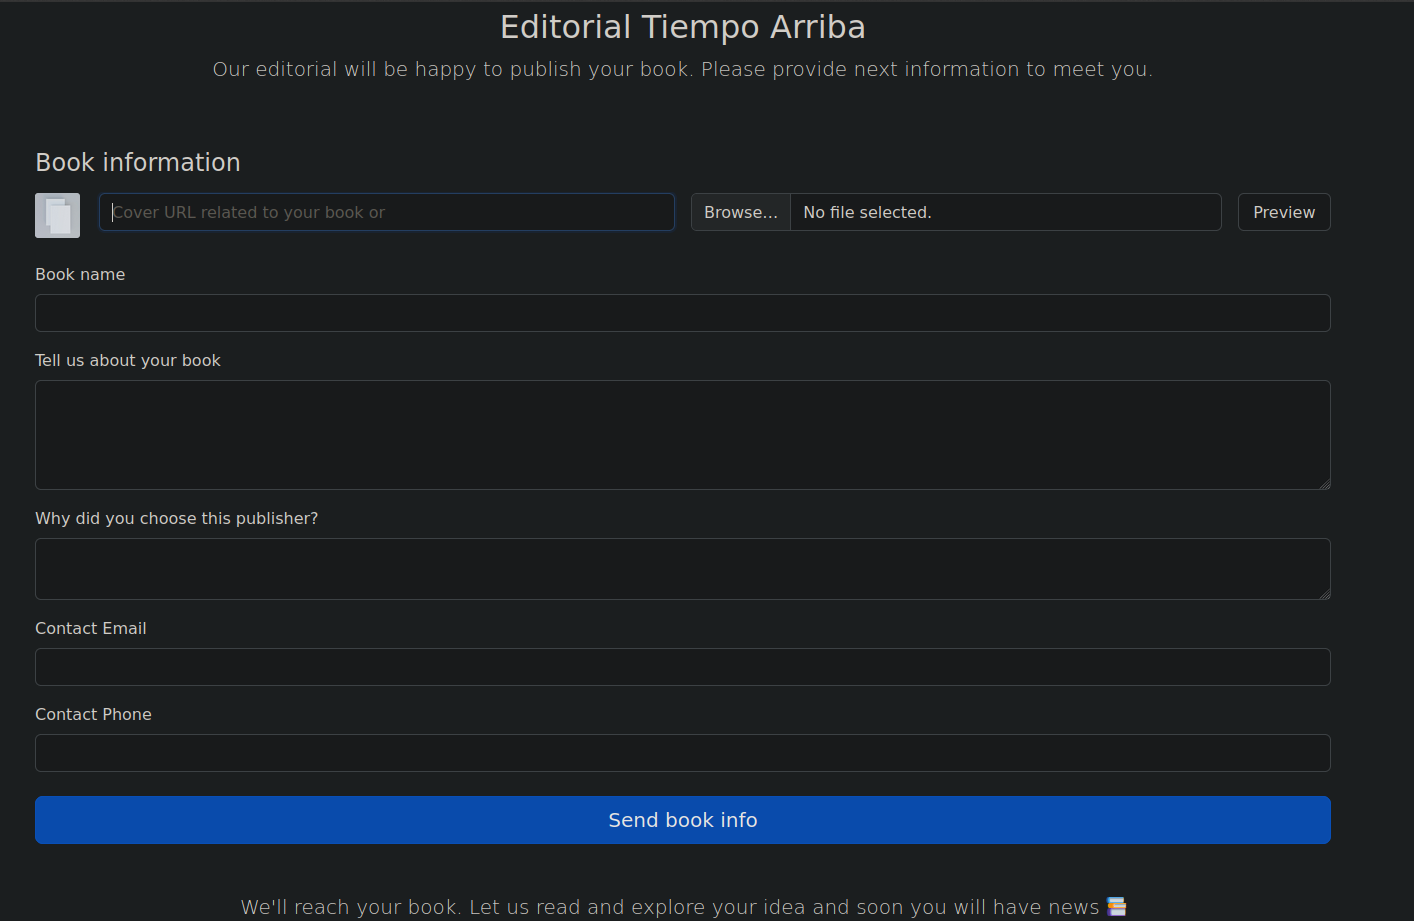 Editorial Tiempo Arriba
Our editorial will be happy to publish your book. Please provide next information to meet you.
Book information
Cover URL related to your book or
Browse... No file selected.
Preview
Book name
Tell us about your book
Why did you choose this publisher?
Contact Email
Contact Phone
Send book info
We'll reach your book. Let us read and explore your idea and soon you will have news 📚